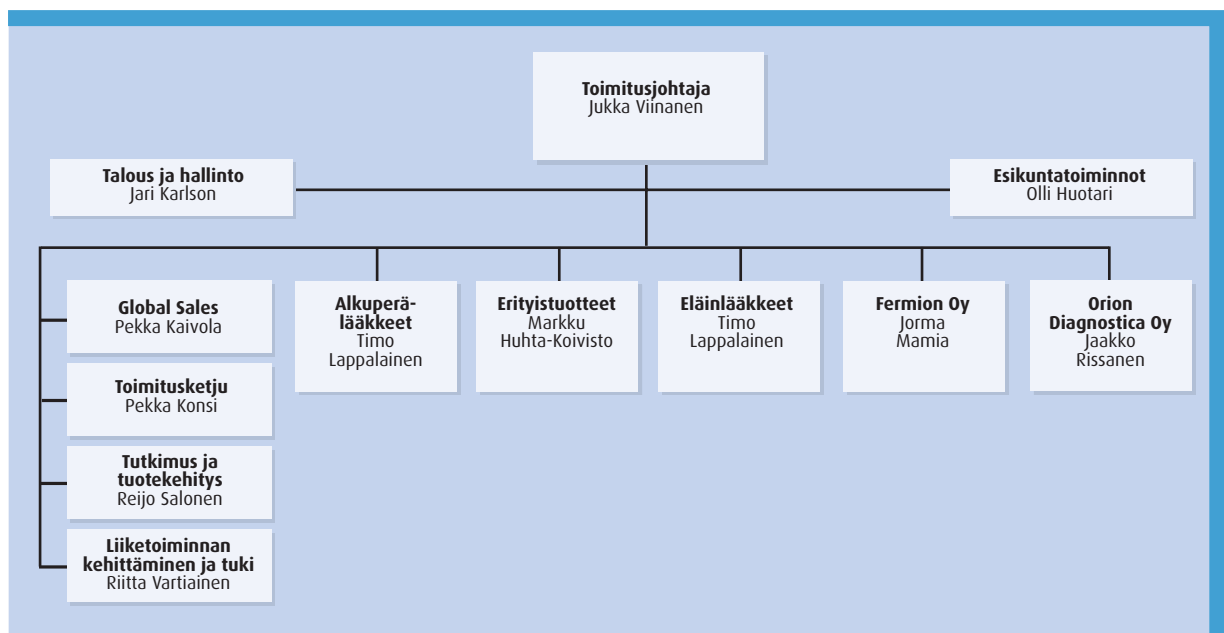 Toimitusjohtaja
Jukka Viinanen
Talous ja hallinto
Jari Karlson
Esikuntatoiminnot
Olli Huotari
Global Sales
Pekka Kaivola
Alkuperä-
lääkkeet
Timo
Lappalainen
Erityistuotteet
Markku
Huhta-Koivisto
Eläinlääkkeet
Timo
Lappalainen
Fermion Oy
Jorma
Mamia
Orion
Diagnostica Oy
Jaakko
Rissanen
Toimitusketju
Pekka Konsi
Tutkimus ja
tuotekehitys
Reijo Salonen
Liiketoiminnan
kehittäminen ja tuki
Riitta Vartiainen